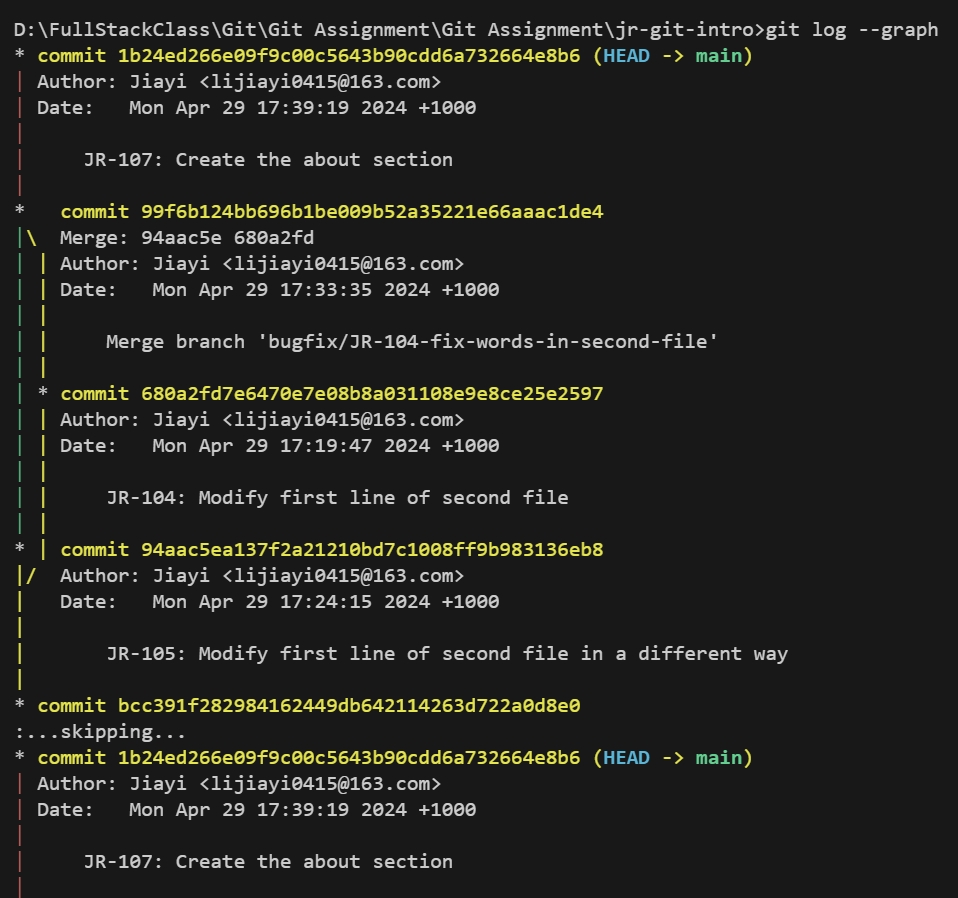 D:\FullStackClass\Git\Git Assignment\Git Assignment\jr-git-intro>git log --graph
* commit 1b24ed266e09f9c00c5643b90cdd6a732664e8b6 (HEAD -> main)
| Author: Jiayi <lijiayi0415@163.com>
| Date:   Mon Apr 29 17:39:19 2024 +1000
|
|     JR-107: Create the about section
|
*   commit 99f6b124bb696b1be009b52a35221e66aaac1de4
|\  Merge: 94aac5e 680a2fd
| | Author: Jiayi <lijiayi0415@163.com>
| | Date:   Mon Apr 29 17:33:35 2024 +1000
| |
| |     Merge branch 'bugfix/JR-104-fix-words-in-second-file'
| |
| * commit 680a2fd7e6470e7e08b8a031108e9e8ce25e2597
| | Author: Jiayi <lijiayi0415@163.com>
| | Date:   Mon Apr 29 17:19:47 2024 +1000
| |
| |     JR-104: Modify first line of second file
| |
* | commit 94aac5ea137f2a21210bd7c1008ff9b983136eb8
|/  Author: Jiayi <lijiayi0415@163.com>
|   Date:   Mon Apr 29 17:24:15 2024 +1000
|
|       JR-105: Modify first line of second file in a different way
|
* commit bcc391f282984162449db642114263d722a0d8e0
:...skipping...
* commit 1b24ed266e09f9c00c5643b90cdd6a732664e8b6 (HEAD -> main)
| Author: Jiayi <lijiayi0415@163.com>
| Date:   Mon Apr 29 17:39:19 2024 +1000
|
|     JR-107: Create the about section
|